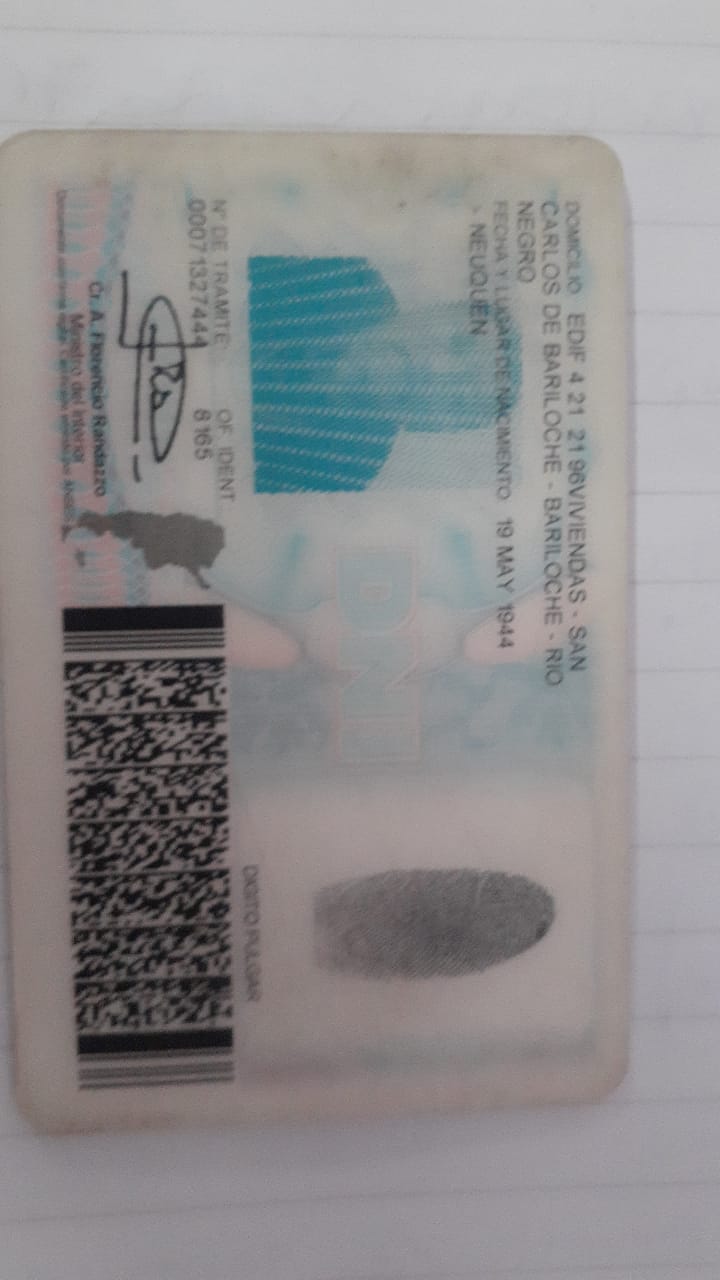 DOMICILIO EDIF 4 21 21 96VIVIENDAS - SAN
CARLOS DE BARILOCHE - BARILOCHE - RIO
NEGRO
FECHA Y LUGAR DE NACIMIENTO 19 MAY 1944
- NEUQUEN
DNI
Nº DE TRAMITE OF. IDENT
00071327444 8165
Cr A. Florencio Randazzo
Ministro del Interior
DIGITO PULGAR